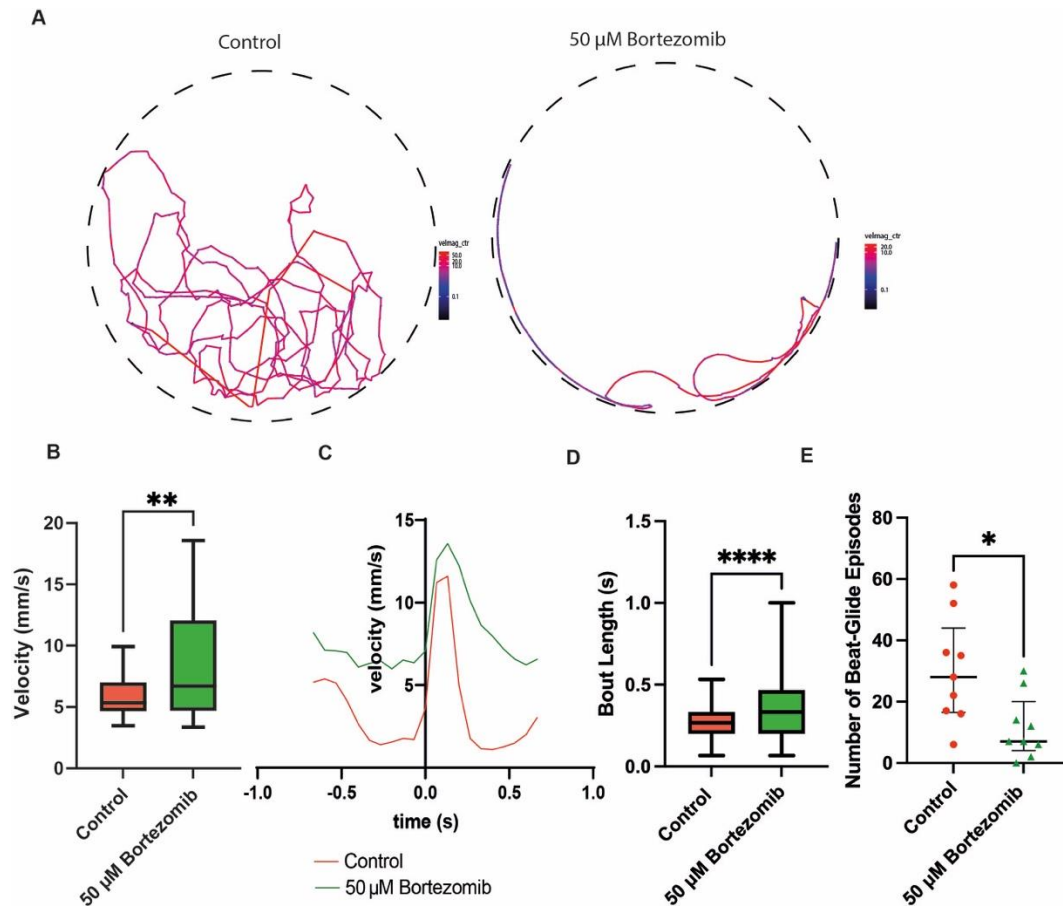 A
Control
50 µM Bortezomib
velmag_ctr
50.0
20.0
10.0
0.1
velmag_ctr
20.0
10.0
0.1
B
Velocity (mm/s)
20
15
10
5
0
**
Control
50 µM Bortezomib
C
velocity (mm/s)
15
10
5
-1.0 -0.5 0.0 0.5 1.0
time (s)
Control
50 µM Bortezomib
D
Bout Length (s)
1.5
1.0
0.5
0.0
****
Control
50 µM Bortezomib
E
Number of Beat-Glide Episodes
80
60
40
20
0
*
Control
50 µM Bortezomib